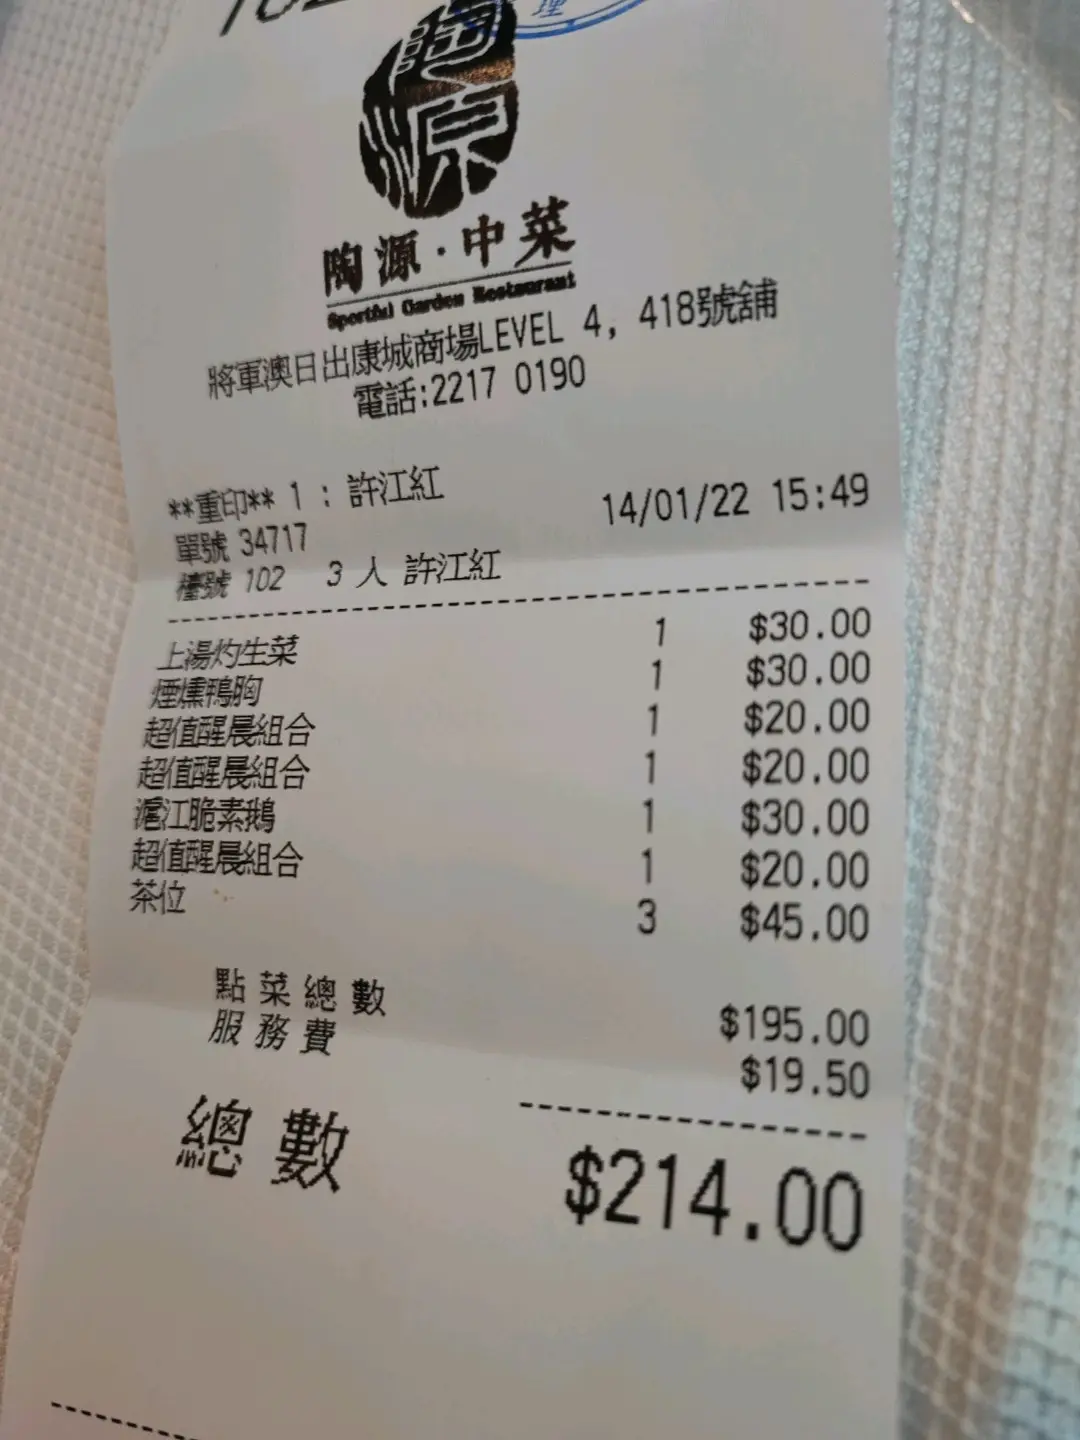 陶源
陶源·中菜
Sportful Garden Restaurant
將軍澳日出康城商場LEVEL 4, 418號舖
電話:2217 0190
**重印** 1 : 許江紅 14/01/22 15:49
單號 34717
檯號 102 3 人 許江紅
上湯灼生菜 1 $30.00
煙燻鴨胸 1 $30.00
超值醒晨組合 1 $20.00
超值醒晨組合 1 $20.00
滬江脆素鵝 1 $30.00
超值醒晨組合 1 $20.00
茶位 3 $45.00
點菜總數 $195.00
服務費 $19.50
總數 $214.00